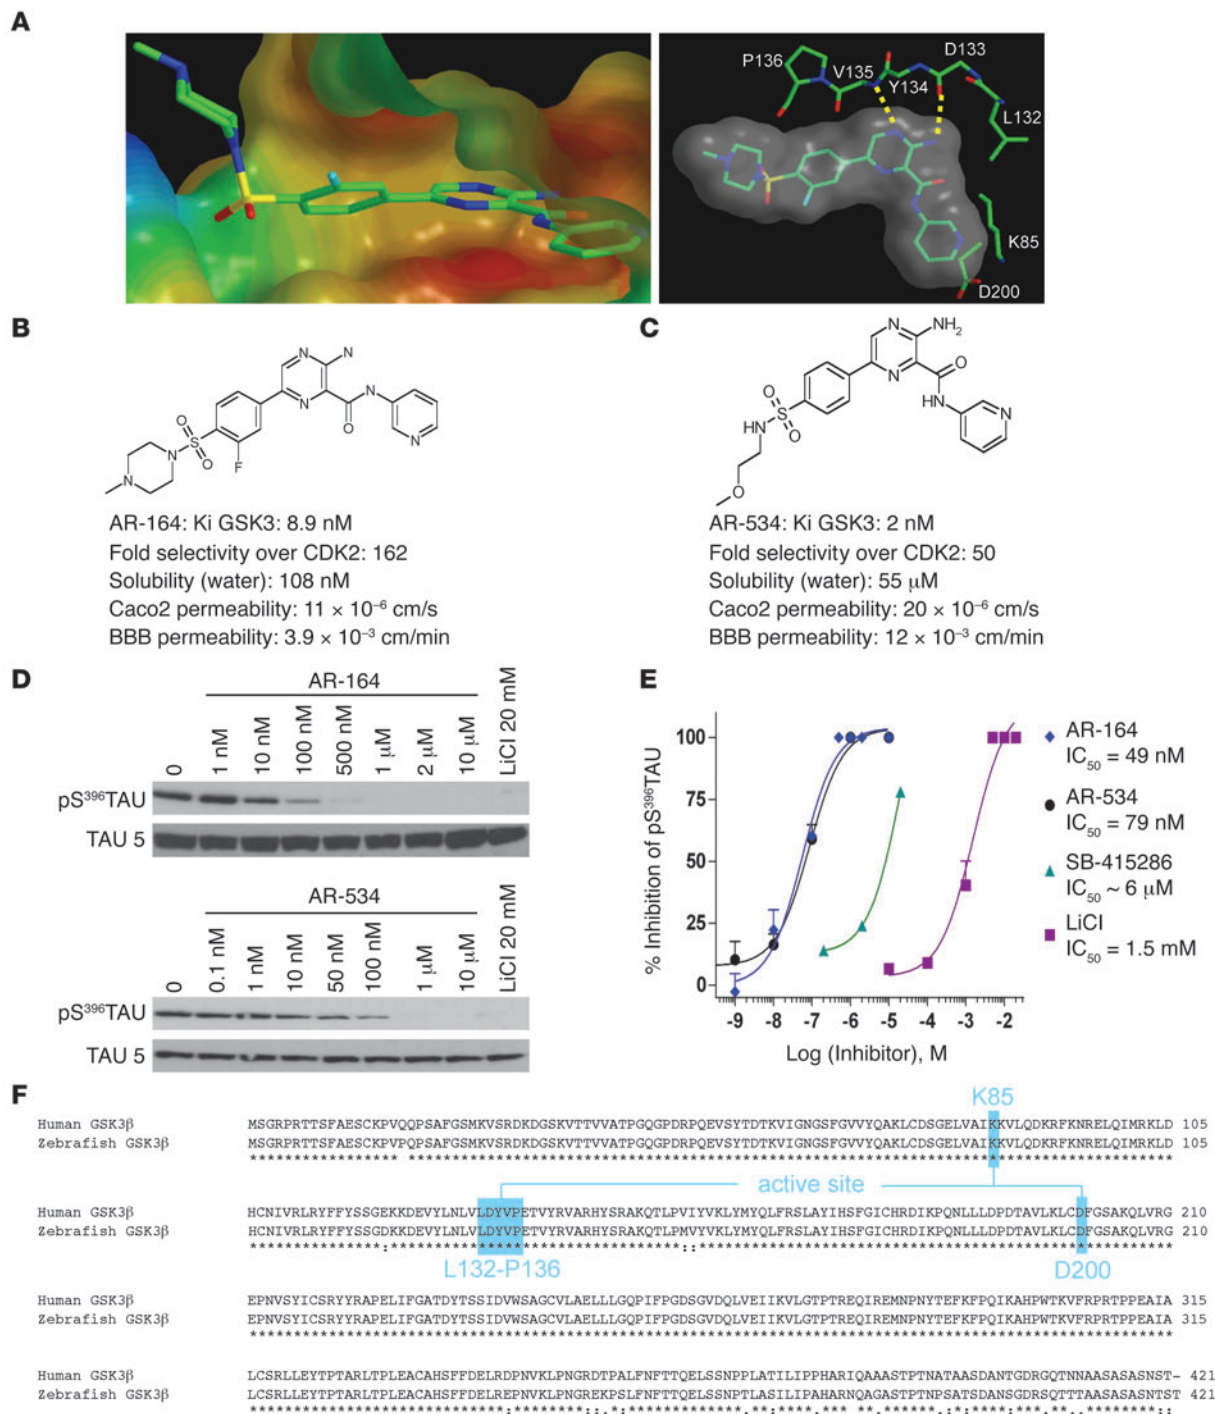 A
P136
V135
Y134
D133
L132
K85
D200
B
N
N
N
N
O
N
O
S
O
N
N
F
AR-164: Ki GSK3: 8.9 nM
Fold selectivity over CDK2: 162
Solubility (water): 108 nM
Caco2 permeability: 11 × 10⁻⁶ cm/s
BBB permeability: 3.9 × 10⁻³ cm/min
C
N
NH₂
N
O
HN
N
O
S
O
HN
O
AR-534: Ki GSK3: 2 nM
Fold selectivity over CDK2: 50
Solubility (water): 55 μM
Caco2 permeability: 20 × 10⁻⁶ cm/s
BBB permeability: 12 × 10⁻³ cm/min
D
AR-164
0 1 nM 10 nM 100 nM 500 nM 1 μM 2 μM 10 μM LiCl 20 mM
pS³⁹⁶TAU
TAU 5
AR-534
0 0.1 nM 1 nM 10 nM 50 nM 100 nM 1 μM 10 μM LiCl 20 mM
pS³⁹⁶TAU
TAU 5
E
% Inhibition of pS³⁹⁶TAU
100
75
50
25
0
-9 -8 -7 -6 -5 -4 -3 -2
Log (Inhibitor), M
AR-164
IC₅₀ = 49 nM
AR-534
IC₅₀ = 79 nM
SB-415286
IC₅₀ ~ 6 μM
LiCl
IC₅₀ = 1.5 mM
F
K85
Human GSK3β MSGRPRTTSFAESCKPVQQPSAFGSMKVSRDKDGSKVTTVVATPGQGPDRPQEVSYTDTKVIGNGSFGVVYQAKLCDSGELVAIKKVLQDKRFKNRELQIMRKLD 105
Zebrafish GSK3β MSGRPRTTSFAESCKPVPQPSAFGSMKVSRDKDGSKVTTVVATPGQGPDRPQEVSYTDTKVIGNGSFGVVYQAKLCDSGELVAIKKVLQDKRFKNRELQIMRKLD 105
active site
Human GSK3β HCNIVRLRYFFYSSGEKKDEVYLNLVLDYVPETVYRVARHYSRAKQTLPVIYVKLYMYQLFRSLAYIHSFGICHRDIKPQNLLLDPDTAVLKLCDFGSAKQLVRG 210
Zebrafish GSK3β HCNIVRLRYFFYSSGDKKDEVYLNLVLDYVPETVYRVARHYSRAKQTLPMVYVKLYMYQLFRSLAYIHSFGICHRDIKPQNLLLDPDTAVLKLCDFGSAKQLVRG 210
L132-P136
D200
Human GSK3β EPNVSYICSRYYRAPELIFGATDYTSSIDVWSAGCVLAELLLGQPIFPGDSGVDQLVEIIKVLGTPTREQIREMNPNYTEFKFPQIKAHPWTKVFRPRTPPEAIA 315
Zebrafish GSK3β EPNVSYICSRYYRAPELIFGATDYTSSIDVWSAGCVLAELLLGQPIFPGDSGVDQLVEIIKVLGTPTREQIREMNPNYTEFKFPQIKAHPWTKVFRPRTPPEAIA 315
Human GSK3β LCSRLLEYTPTARLTPLEACAHSFFDELRDPNVKLPNGRDTPALFNFTTQELSSNPPLATILIPPHARIQAAASTPTNATAASDANTGDRGQTNNAASASASNST- 421
Zebrafish GSK3β LCSRLLEYTPTARLTPLEACAHSFFDELREPNVKLPNGREKPSLFNFTTQELSSNPTLASILIPAHARNQAGASTPTNPSATSDANSGDRSQTTTAASASASNTST 421